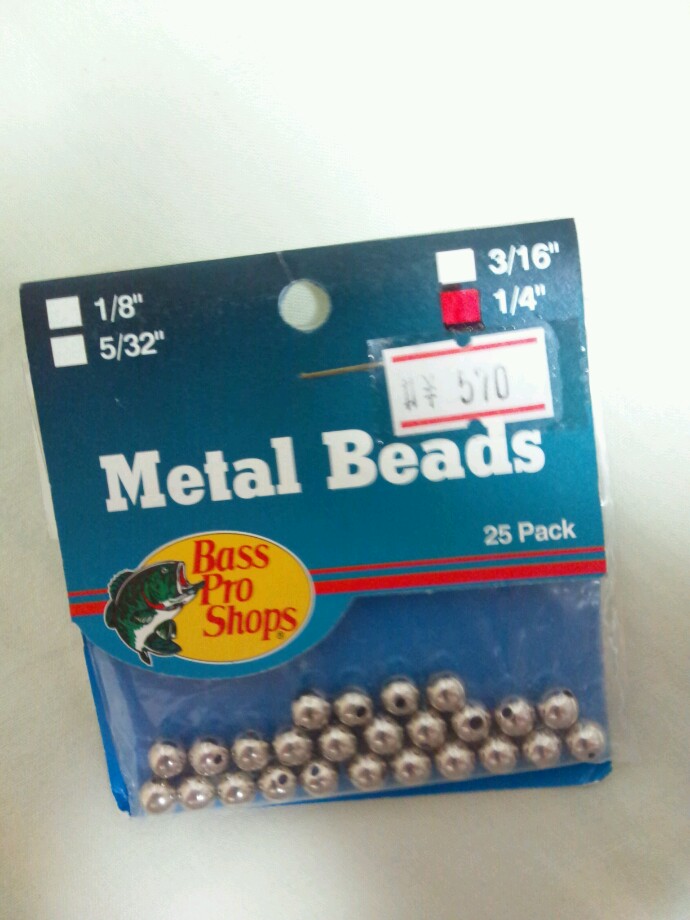 1/8"
5/32"
3/16"
1/4"
570
Metal Beads
25 Pack
Bass
Pro
Shops®